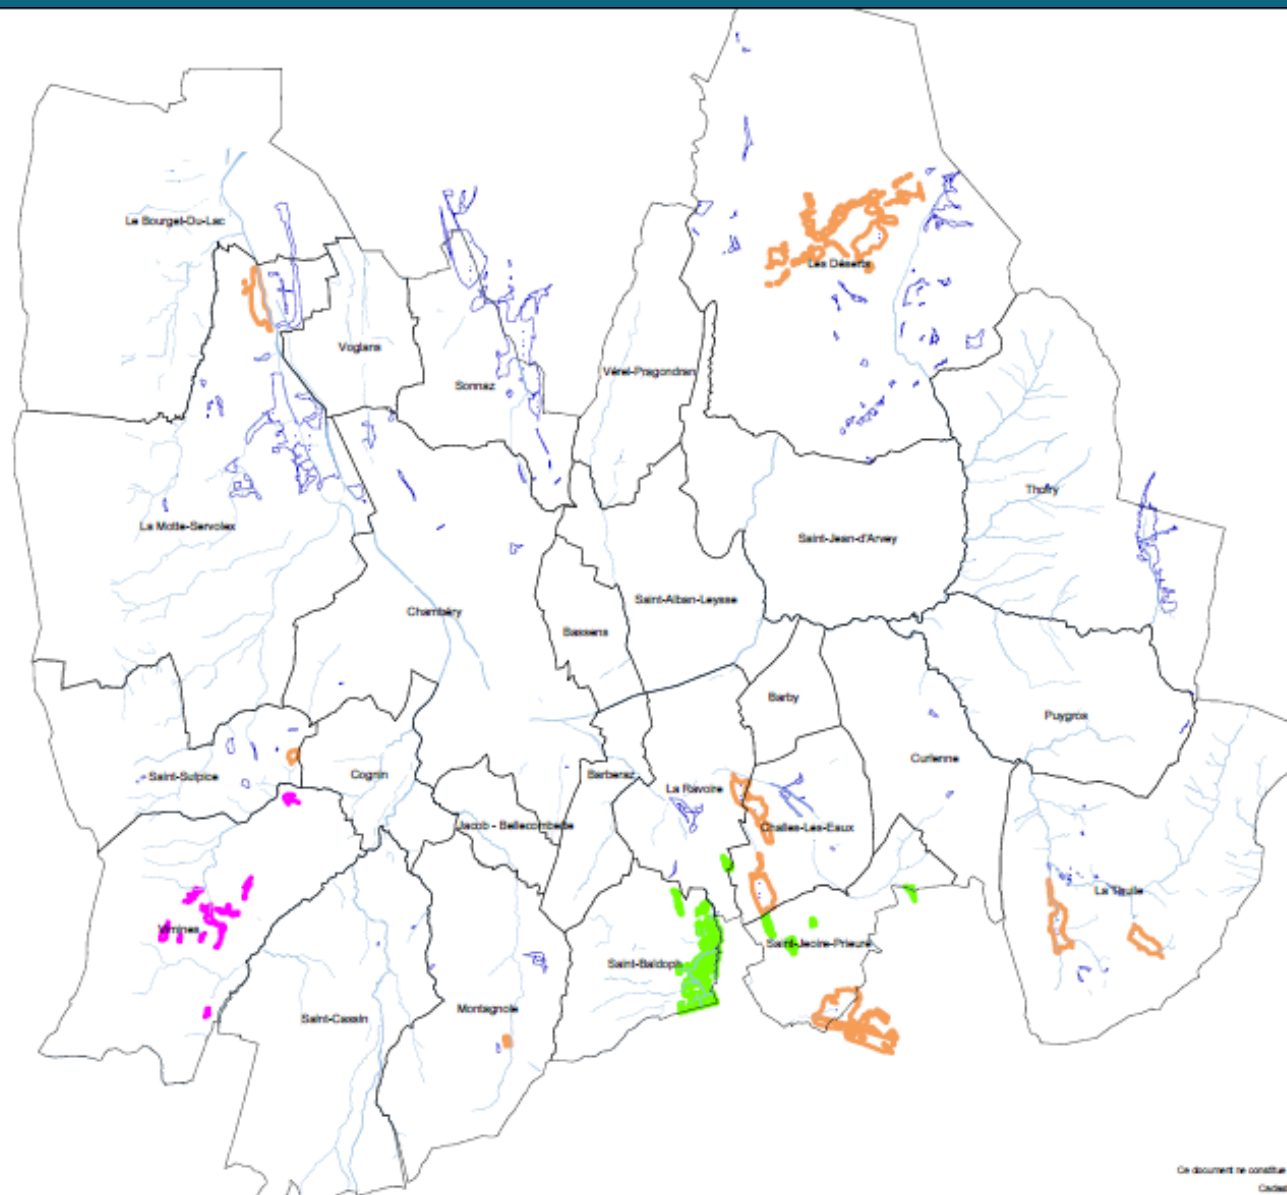 Le Bourget-Du-Lac
Les Déserts
Voglans
Vérel-Pragondran
Sonnaz
Thoiry
La Motte-Servolex
Saint-Jean-d'Arvey
Saint-Alban-Leysse
Chambéry
Bassens
Barby
Puygros
Curienne
Saint-Sulpice
Cognin
Barberaz
La Ravoire
Jacob - Bellecombette
Challes-Les-Eaux
La Thuile
Vimines
Saint-Jeoire-Prieuré
Saint-Baldoph
Montagnole
Saint-Cassin
Ce document ne constitue